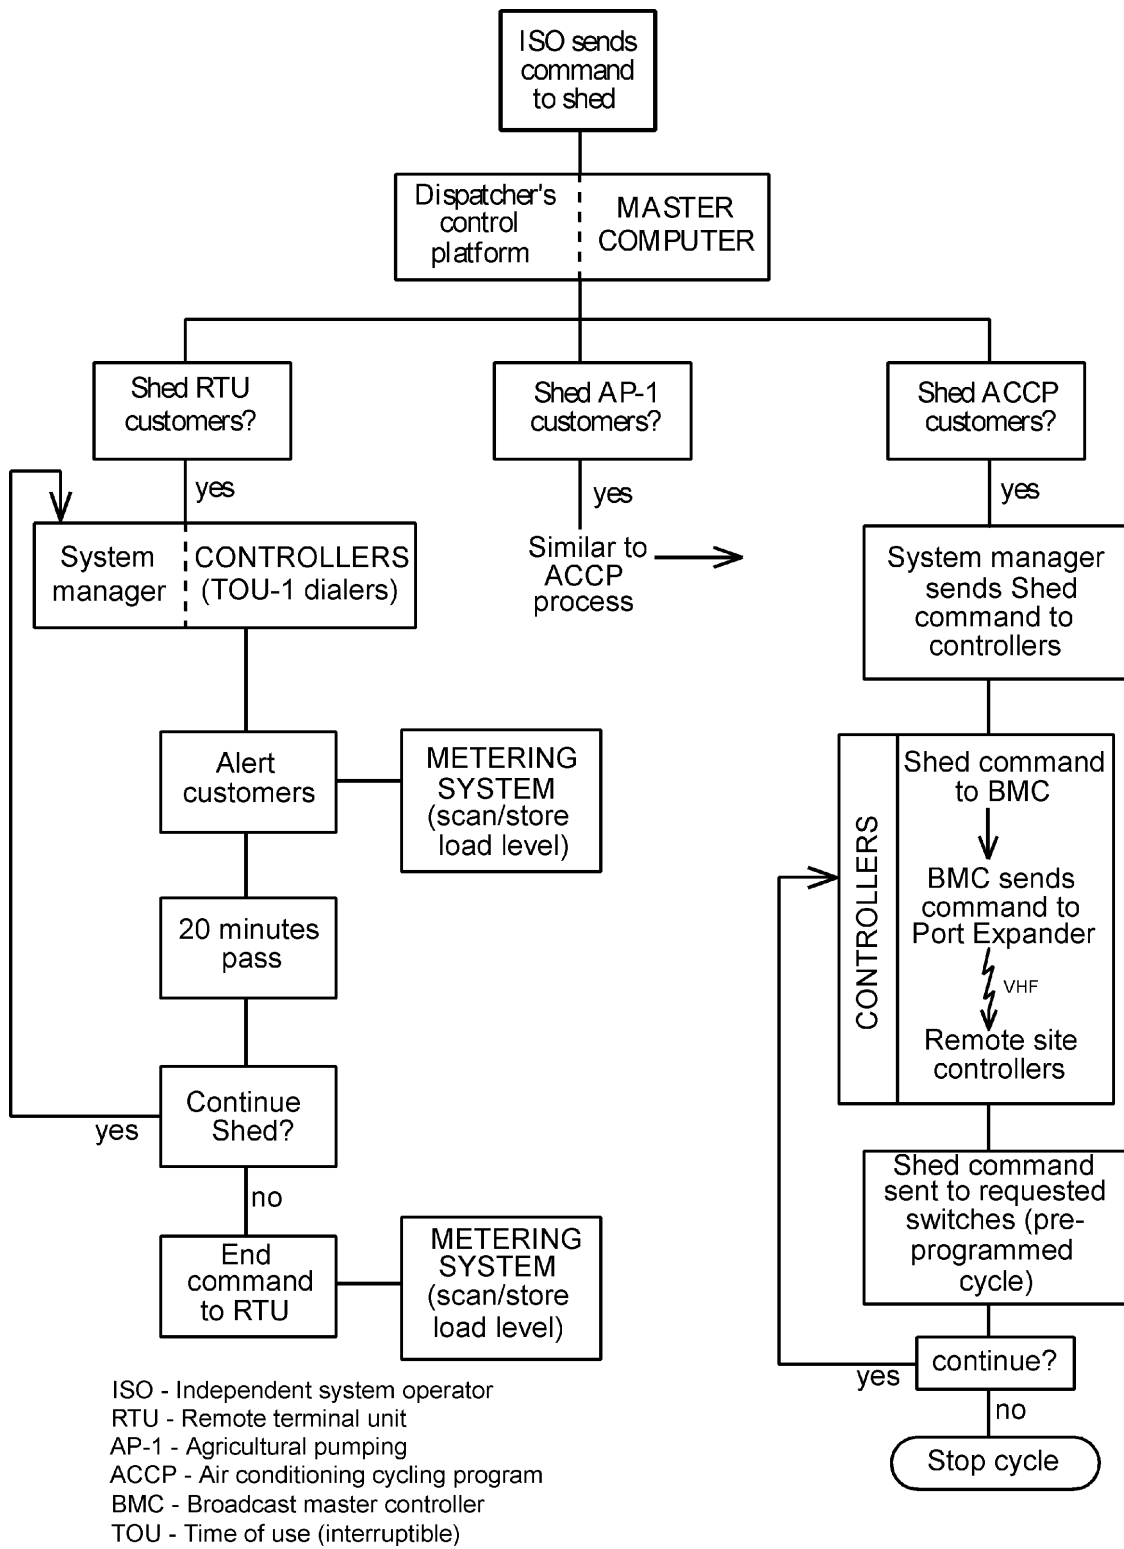 ISO sends
command
to shed
Dispatcher's
control
platform
MASTER
COMPUTER
Shed RTU
customers?
Shed AP-1
customers?
Shed ACCP
customers?
yes
yes
yes
System
manager
CONTROLLERS
(TOU-1 dialers)
Similar to
ACCP
process
System manager
sends Shed
command to
controllers
Alert
customers
METERING
SYSTEM
(scan/store
load level)
CONTROLLERS
Shed command
to BMC
BMC sends
command to
Port Expander
VHF
Remote site
controllers
20 minutes
pass
Continue
Shed?
yes
no
End
command
to RTU
METERING
SYSTEM
(scan/store
load level)
Shed command
sent to requested
switches (pre-
programmed
cycle)
continue?
yes
no
Stop cycle
ISO - Independent system operator
RTU - Remote terminal unit
AP-1 - Agricultural pumping
ACCP - Air conditioning cycling program
BMC - Broadcast master controller
TOU - Time of use (interruptible)